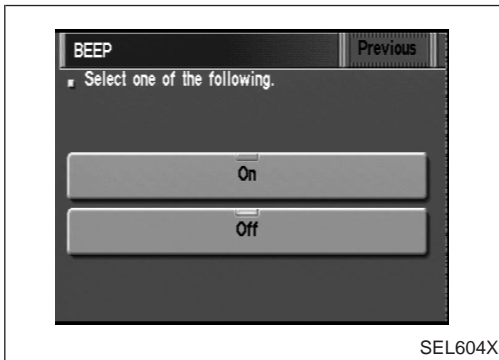 BEEP
Previous
Select one of the following.
On
Off
SEL604X